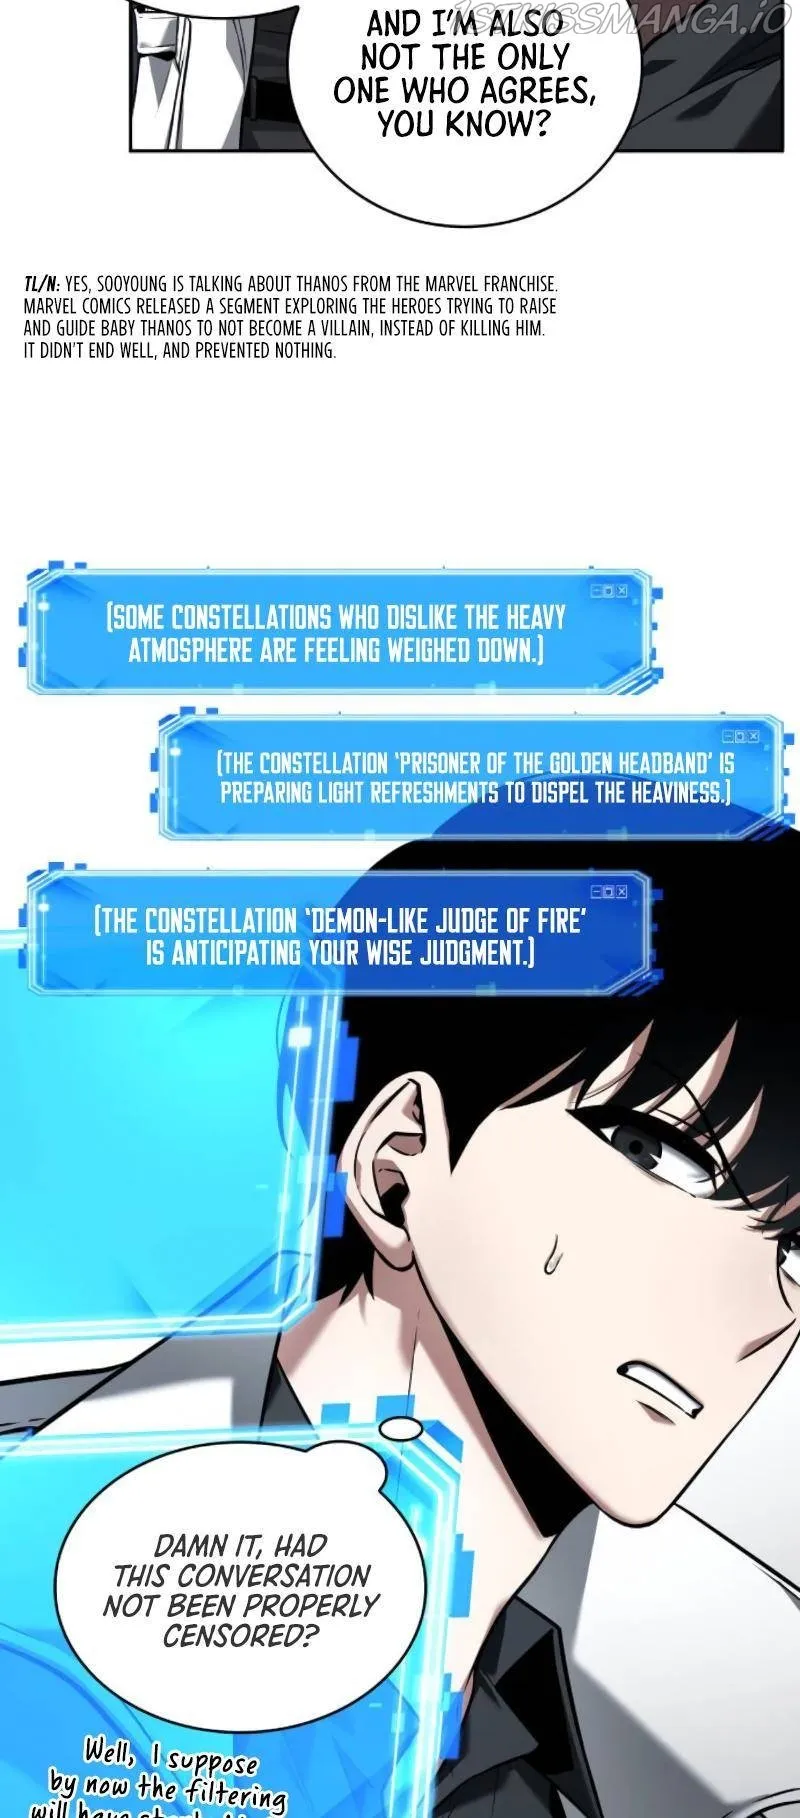 1STKISSMANGA.IO
AND I'M ALSO
NOT THE ONLY
ONE WHO AGREES,
YOU KNOW?
TL/N: YES, SOOYOUNG IS TALKING ABOUT THANOS FROM THE MARVEL FRANCHISE.
MARVEL COMICS RELEASED A SEGMENT EXPLORING THE HEROES TRYING TO RAISE
AND GUIDE BABY THANOS TO NOT BECOME A VILLAIN, INSTEAD OF KILLING HIM.
IT DIDN'T END WELL, AND PREVENTED NOTHING.
[SOME CONSTELLATIONS WHO DISLIKE THE HEAVY
ATMOSPHERE ARE FEELING WEIGHED DOWN.]
[THE CONSTELLATION 'PRISONER OF THE GOLDEN HEADBAND' IS
PREPARING LIGHT REFRESHMENTS TO DISPEL THE HEAVINESS.]
[THE CONSTELLATION 'DEMON-LIKE JUDGE OF FIRE'
IS ANTICIPATING YOUR WISE JUDGMENT.]
DAMN IT, HAD
THIS CONVERSATION
NOT BEEN PROPERLY
CENSORED?
Well, I suppose
by now the filtering
will have